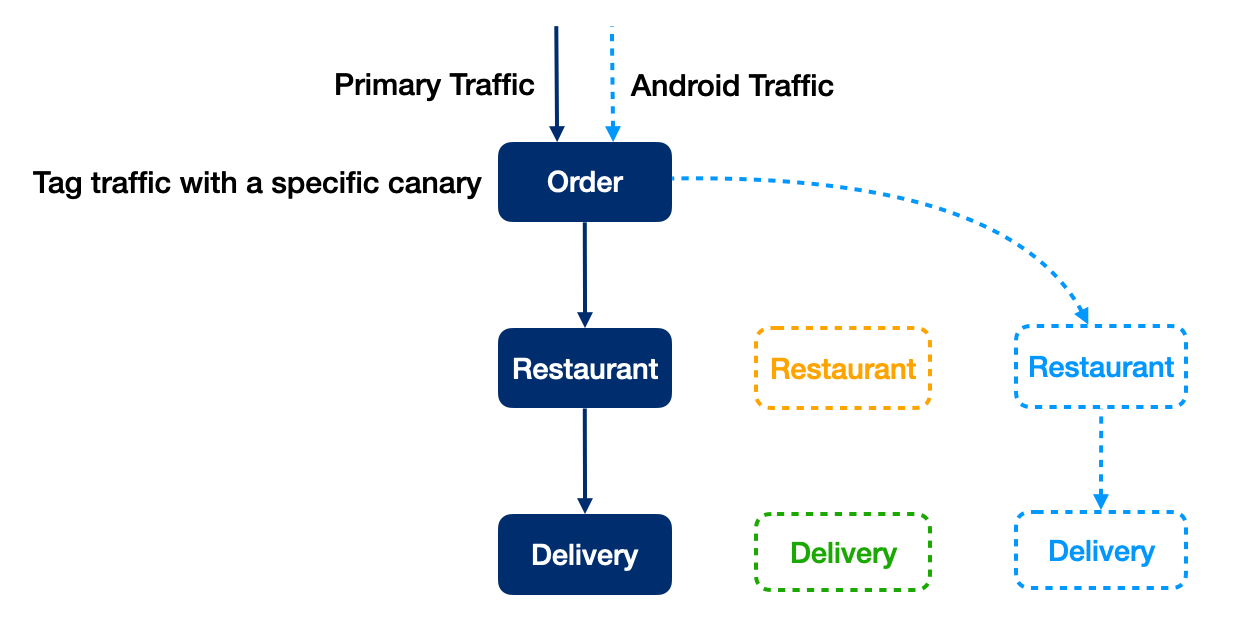 Primary Traffic
Android Traffic
Tag traffic with a specific canary
Order
Restaurant
Restaurant
Restaurant
Delivery
Delivery
Delivery